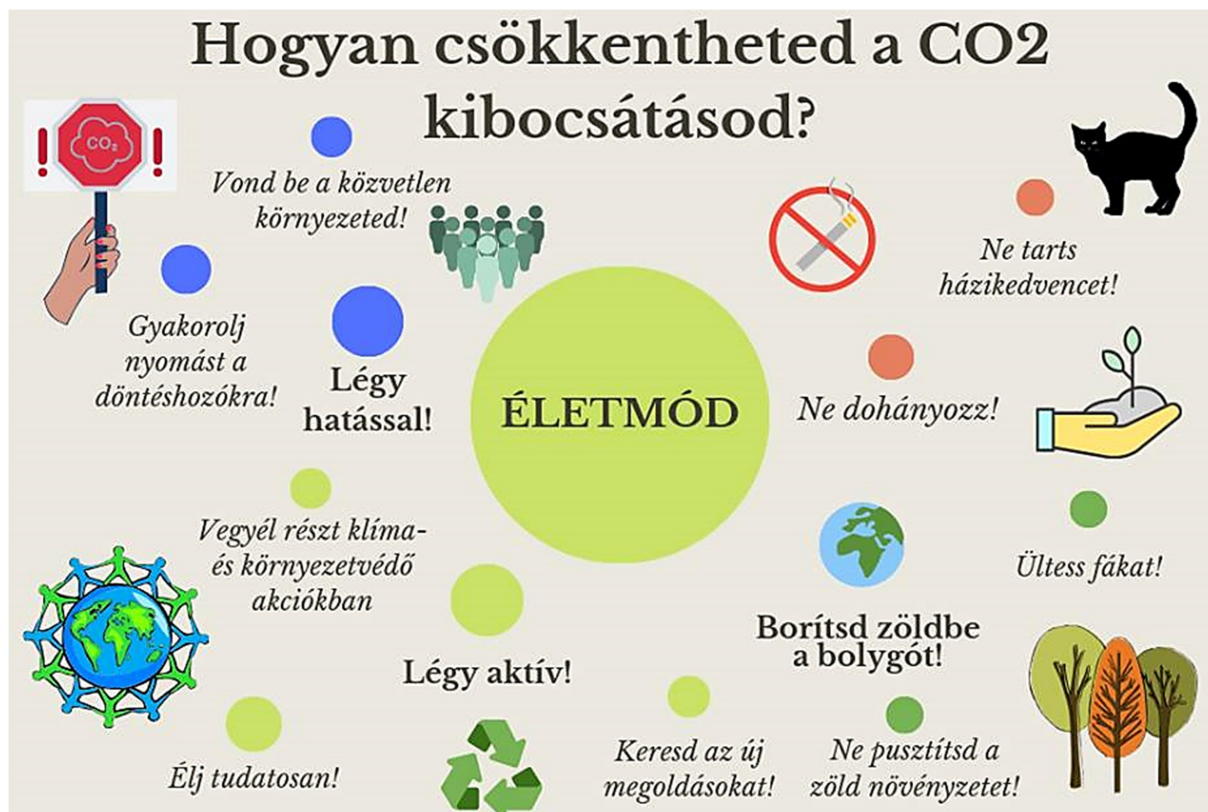 Hogyan csökkentheted a CO2
kibocsátásod?
CO₂
Vond be a közvetlen
környezeted!
Gyakorolj
nyomást a
döntéshozókra!
Légy
hatással!
ÉLETMÓD
Ne tarts
házikedvencet!
Ne dohányozz!
Vegyél részt klíma-
és környezetvédő
akciókban
Légy aktív!
Élj tudatosan!
Keresd az új
megoldásokat!
Borítsd zöldbe
a bolygót!
Ültess fákat!
Ne pusztítsd a
zöld növényzetet!